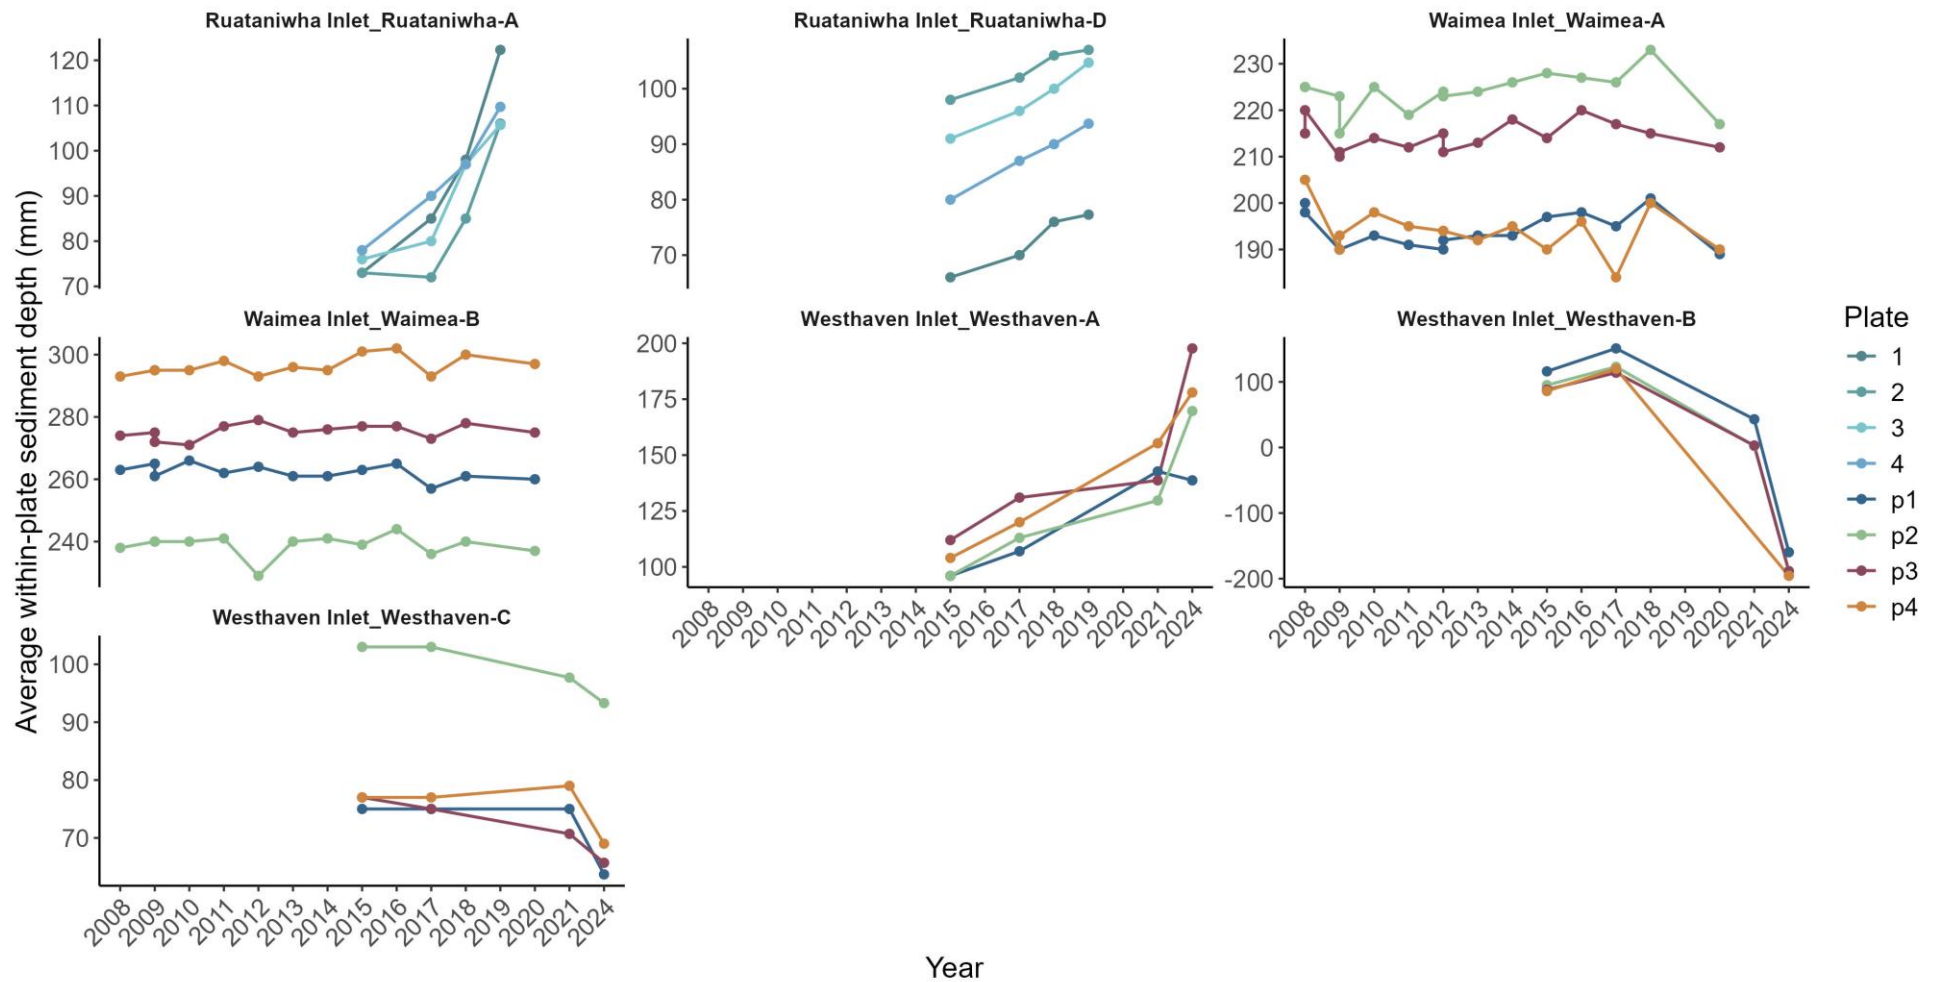 Ruataniwha Inlet_Ruataniwha-A
Ruataniwha Inlet_Ruataniwha-D
Waimea Inlet_Waimea-A
120
110
100
90
80
70
100
90
80
70
230
220
210
200
190
Waimea Inlet_Waimea-B
Westhaven Inlet_Westhaven-A
Westhaven Inlet_Westhaven-B
300
280
260
240
200
175
150
125
100
100
0
-100
-200
2008 2009 2010 2011 2012 2013 2014 2015 2016 2017 2018 2019 2020 2021 2024
2008 2009 2010 2011 2012 2013 2014 2015 2016 2017 2018 2019 2020 2021 2024
Westhaven Inlet_Westhaven-C
100
90
80
70
2008 2009 2010 2011 2012 2013 2014 2015 2016 2017 2018 2019 2020 2021 2024
Average within-plate sediment depth (mm)
Year
Plate
1
2
3
4
p1
p2
p3
p4